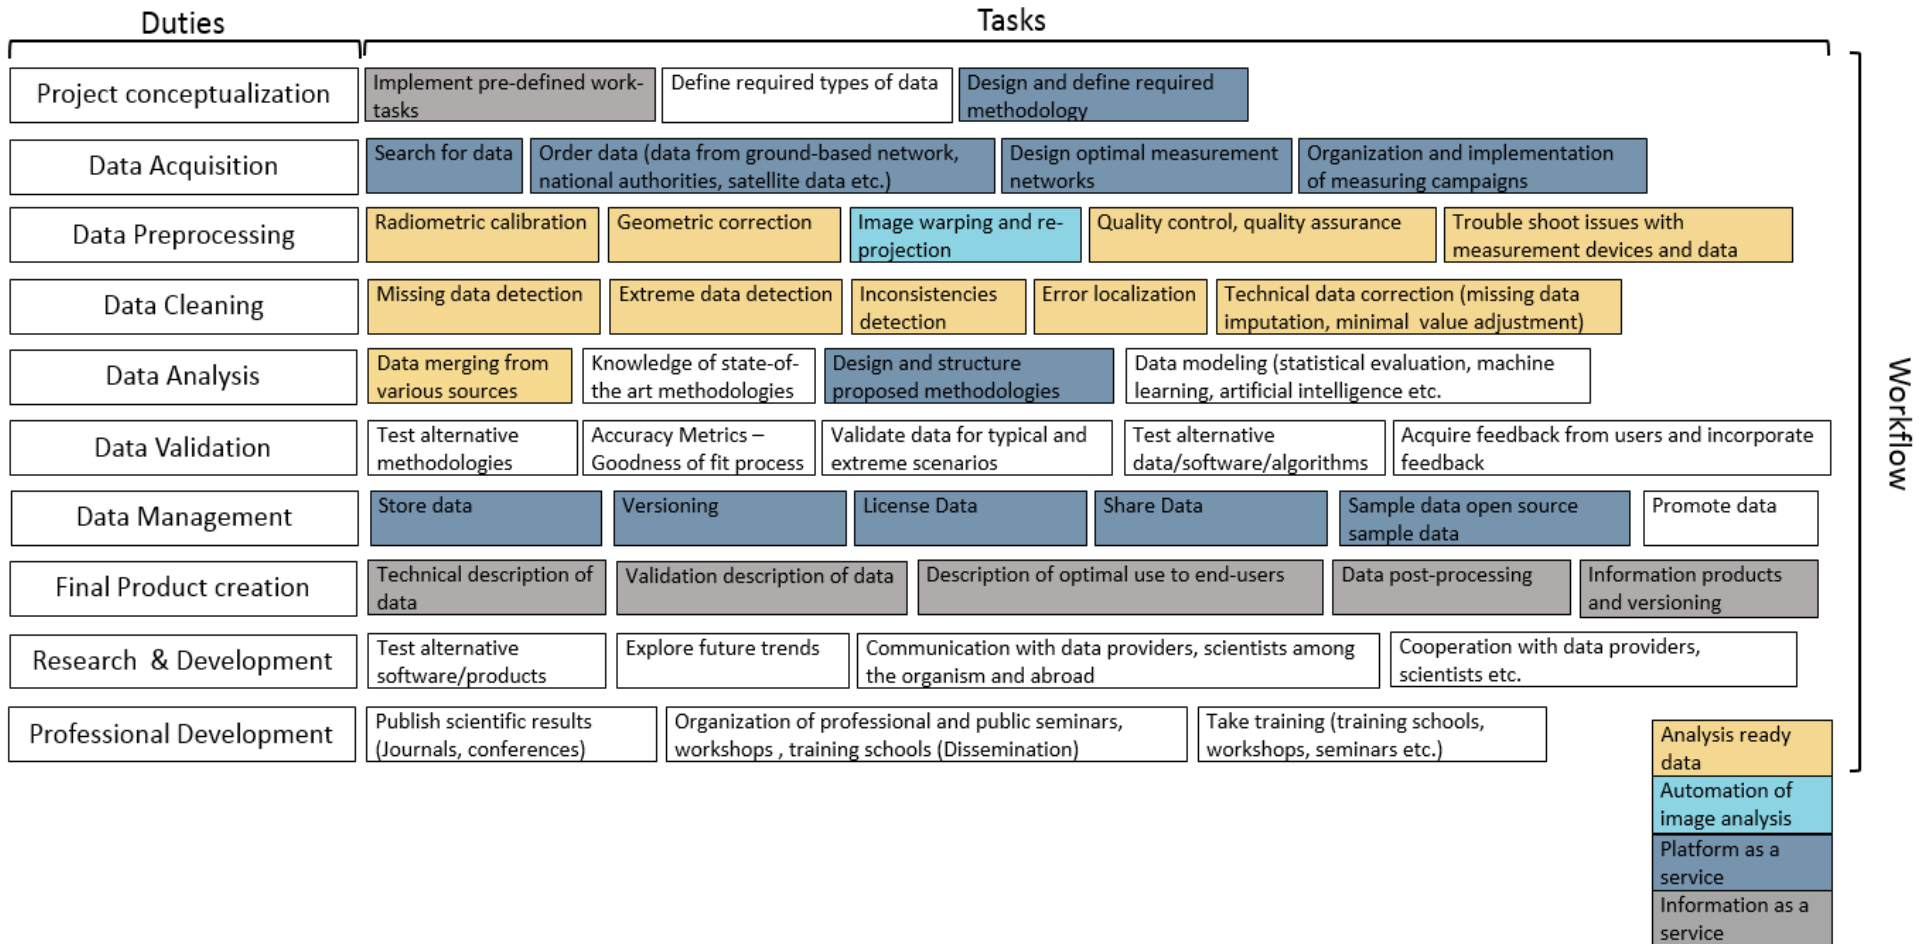 Duties
Tasks
Project conceptualization
Implement pre-defined work-
tasks
Define required types of data
Design and define required
methodology
Data Acquisition
Search for data
Order data (data from ground-based network,
national authorities, satellite data etc.)
Design optimal measurement
networks
Organization and implementation
of measuring campaigns
Data Preprocessing
Radiometric calibration
Geometric correction
Image warping and re-
projection
Quality control, quality assurance
Trouble shoot issues with
measurement devices and data
Data Cleaning
Missing data detection
Extreme data detection
Inconsistencies
detection
Error localization
Technical data correction (missing data
imputation, minimal value adjustment)
Data Analysis
Data merging from
various sources
Knowledge of state-of-
the art methodologies
Design and structure
proposed methodologies
Data modeling (statistical evaluation, machine
learning, artificial intelligence etc.
Data Validation
Test alternative
methodologies
Accuracy Metrics –
Goodness of fit process
Validate data for typical and
extreme scenarios
Test alternative
data/software/algorithms
Acquire feedback from users and incorporate
feedback
Data Management
Store data
Versioning
License Data
Share Data
Sample data open source
sample data
Promote data
Final Product creation
Technical description of
data
Validation description of data
Description of optimal use to end-users
Data post-processing
Information products
and versioning
Research & Development
Test alternative
software/products
Explore future trends
Communication with data providers, scientists among
the organism and abroad
Cooperation with data providers,
scientists etc.
Professional Development
Publish scientific results
(Journals, conferences)
Organization of professional and public seminars,
workshops , training schools (Dissemination)
Take training (training schools,
workshops, seminars etc.)
Workflow
Analysis ready
data
Automation of
image analysis
Platform as a
service
Information as a
service